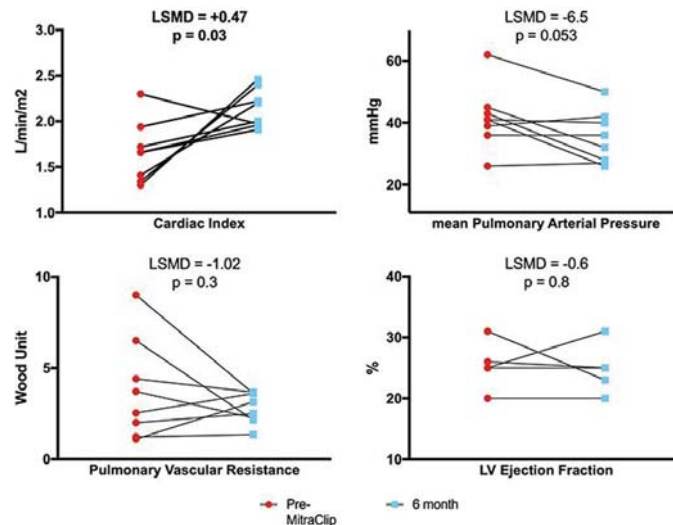 LSMD = +0.47
p = 0.03
3.0
2.5
2.0
1.5
1.0
L/min/m2
Cardiac Index
LSMD = -6.5
p = 0.053
60
40
20
mmHg
mean Pulmonary Arterial Pressure
LSMD = -1.02
p = 0.3
10
5
0
Wood Unit
Pulmonary Vascular Resistance
LSMD = -0.6
p = 0.8
40
30
20
10
%
LV Ejection Fraction
Pre-
MitraClip
6 month